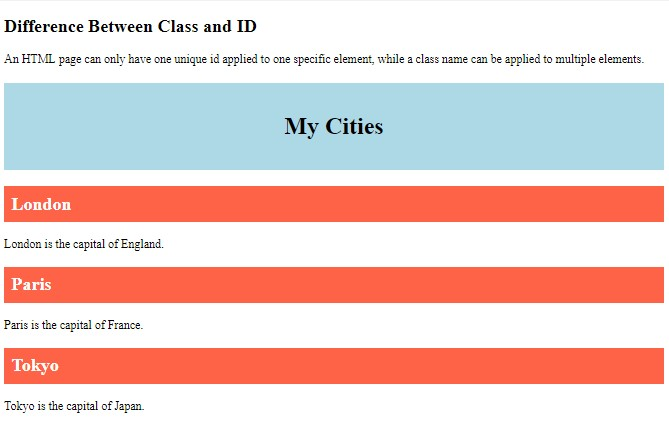 Difference Between Class and ID
An HTML page can only have one unique id applied to one specific element, while a class name can be applied to multiple elements.
My Cities
London
London is the capital of England.
Paris
Paris is the capital of France.
Tokyo
Tokyo is the capital of Japan.